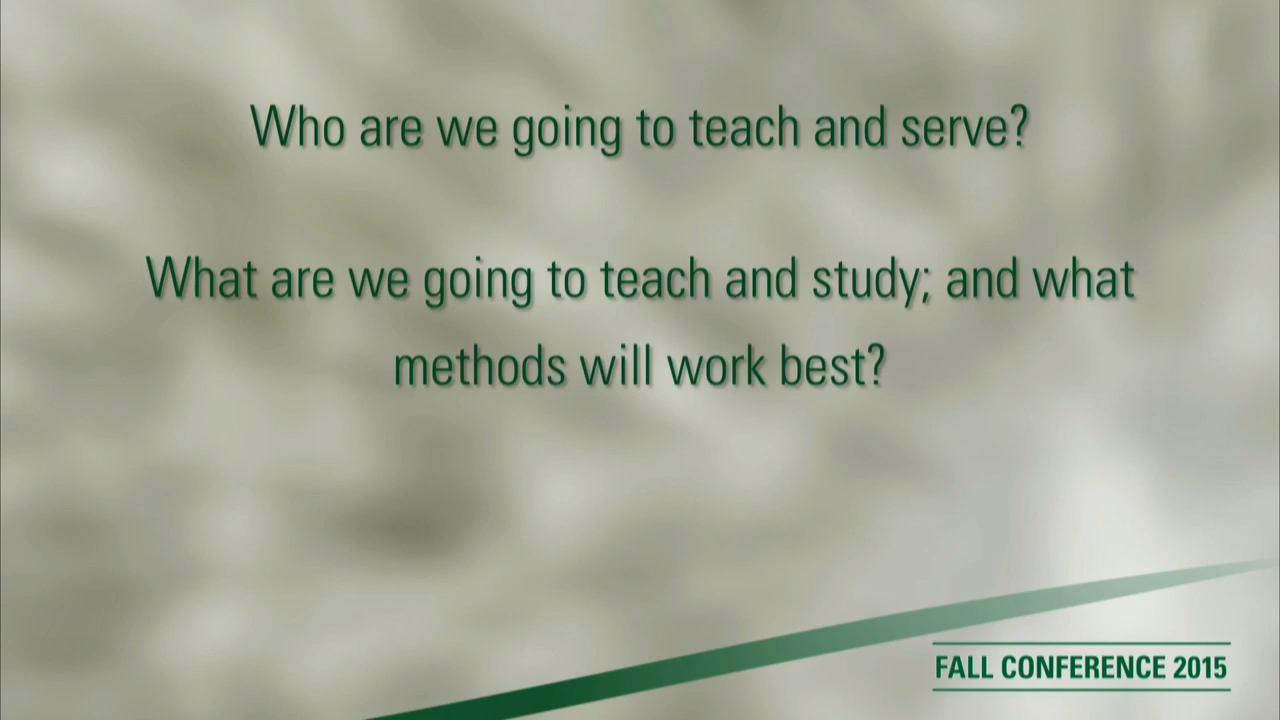 Who are we going to teach and serve?
What are we going to teach and study; and what
methods will work best?
FALL CONFERENCE 2015